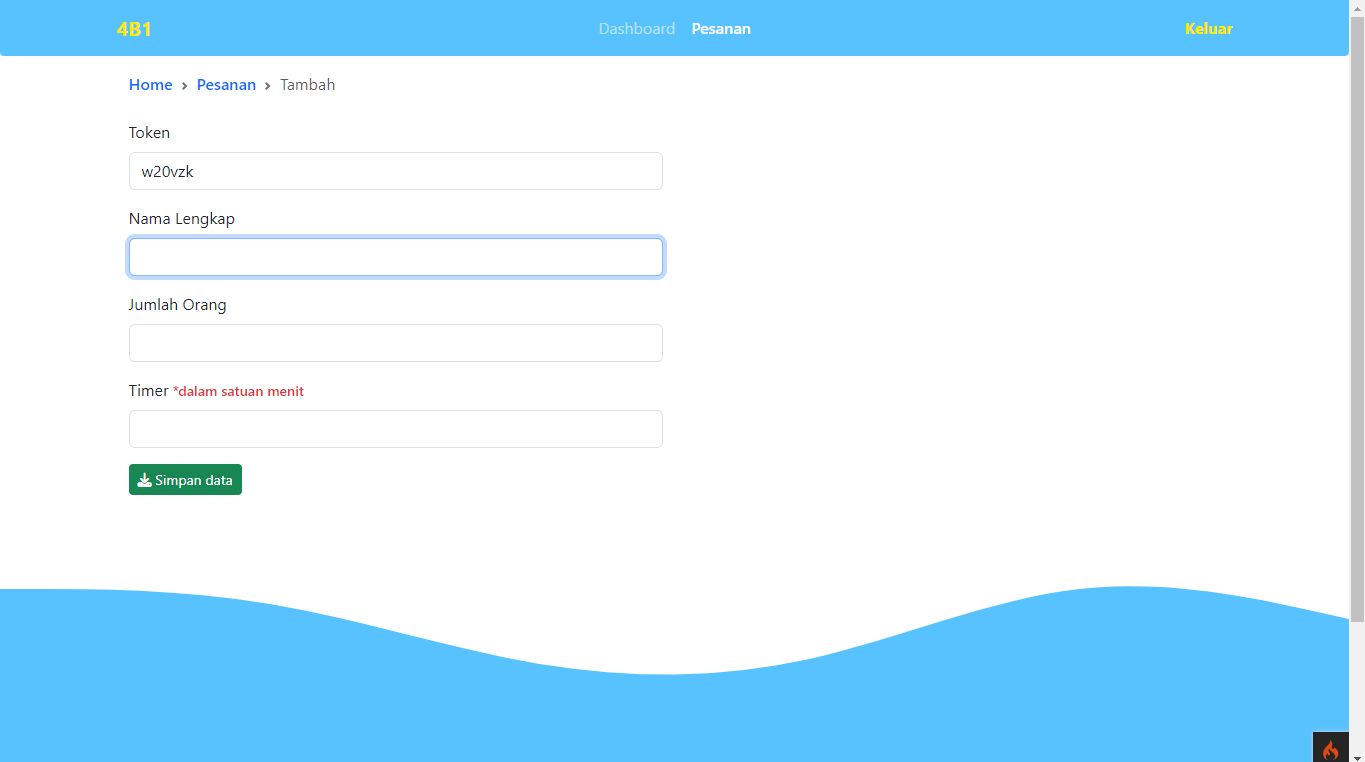 4B1 Dashboard Pesanan Keluar
Home > Pesanan > Tambah
Token
w20vzk
Nama Lengkap
Jumlah Orang
Timer *dalam satuan menit
Simpan data